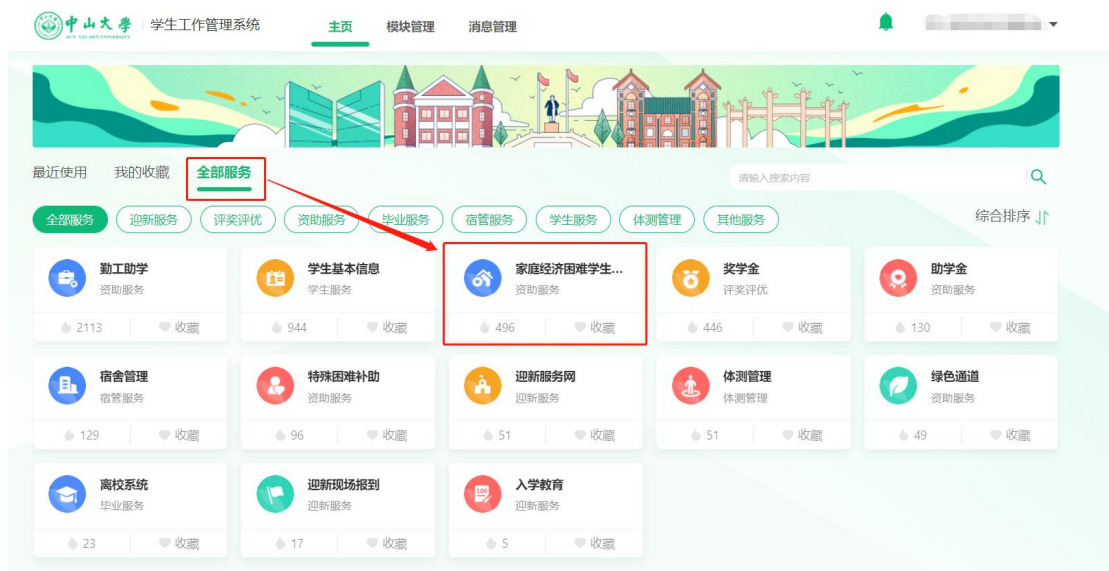 中山大學 学生工作管理系统 主页 模块管理 消息管理
SUN YAT-SEN UNIVERSITY
最近使用 我的收藏 全部服务 请输入搜索内容
全部服务 迎新服务 评奖评优 资助服务 毕业服务 宿管服务 学生服务 体测管理 其他服务 综合排序
勤工助学 学生基本信息 家庭经济困难学生... 奖学金 助学金
资助服务 学生服务 资助服务 评奖评优 资助服务
2113 收藏 944 收藏 496 收藏 446 收藏 130 收藏
宿舍管理 特殊困难补助 迎新服务网 体测管理 绿色通道
宿管服务 资助服务 迎新服务 体测管理 资助服务
129 收藏 96 收藏 51 收藏 51 收藏 49 收藏
离校系统 迎新现场报到 入学教育
毕业服务 迎新服务 迎新服务
23 收藏 17 收藏 5 收藏